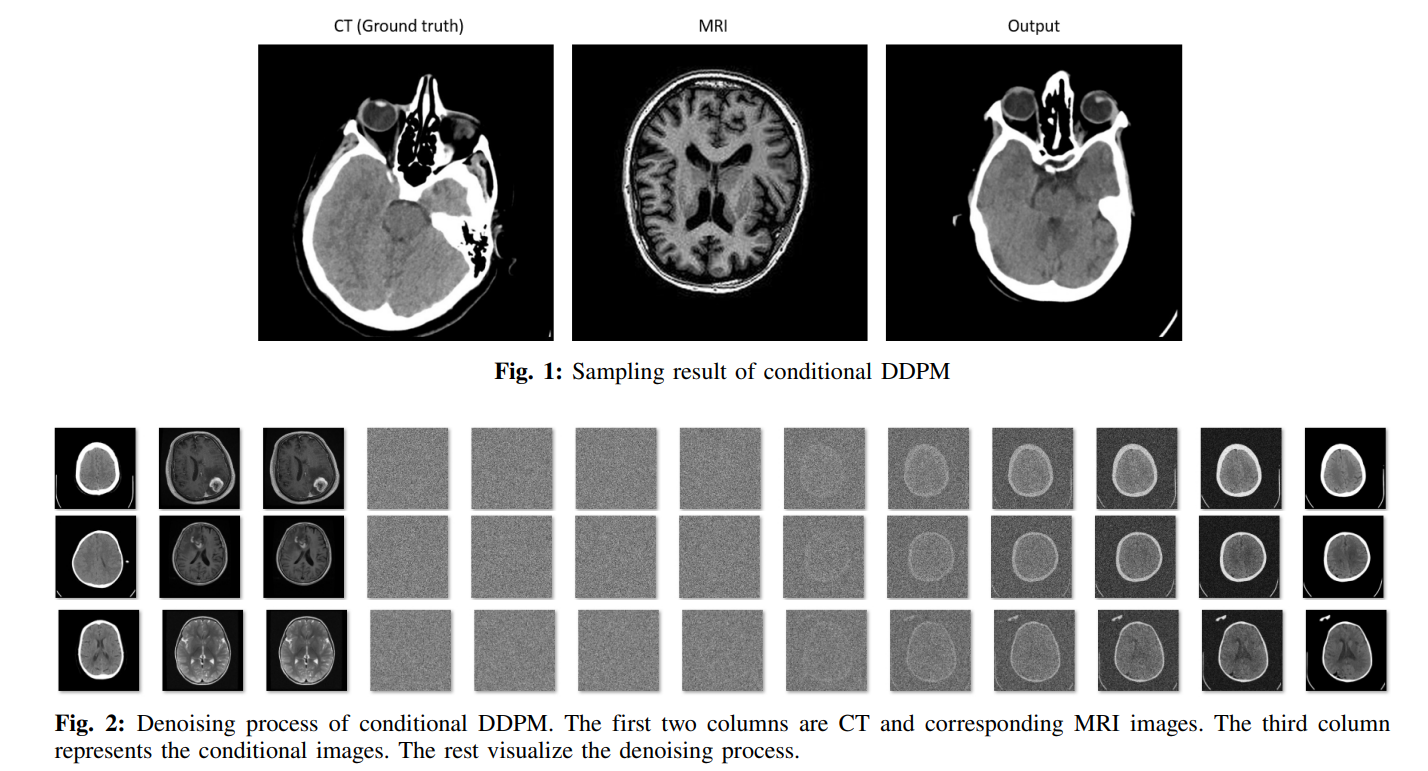 CT (Ground truth)
MRI
Output
Fig. 1: Sampling result of conditional DDPM
Fig. 2: Denoising process of conditional DDPM. The first two columns are CT and corresponding MRI images. The third column
represents the conditional images. The rest visualize the denoising process.